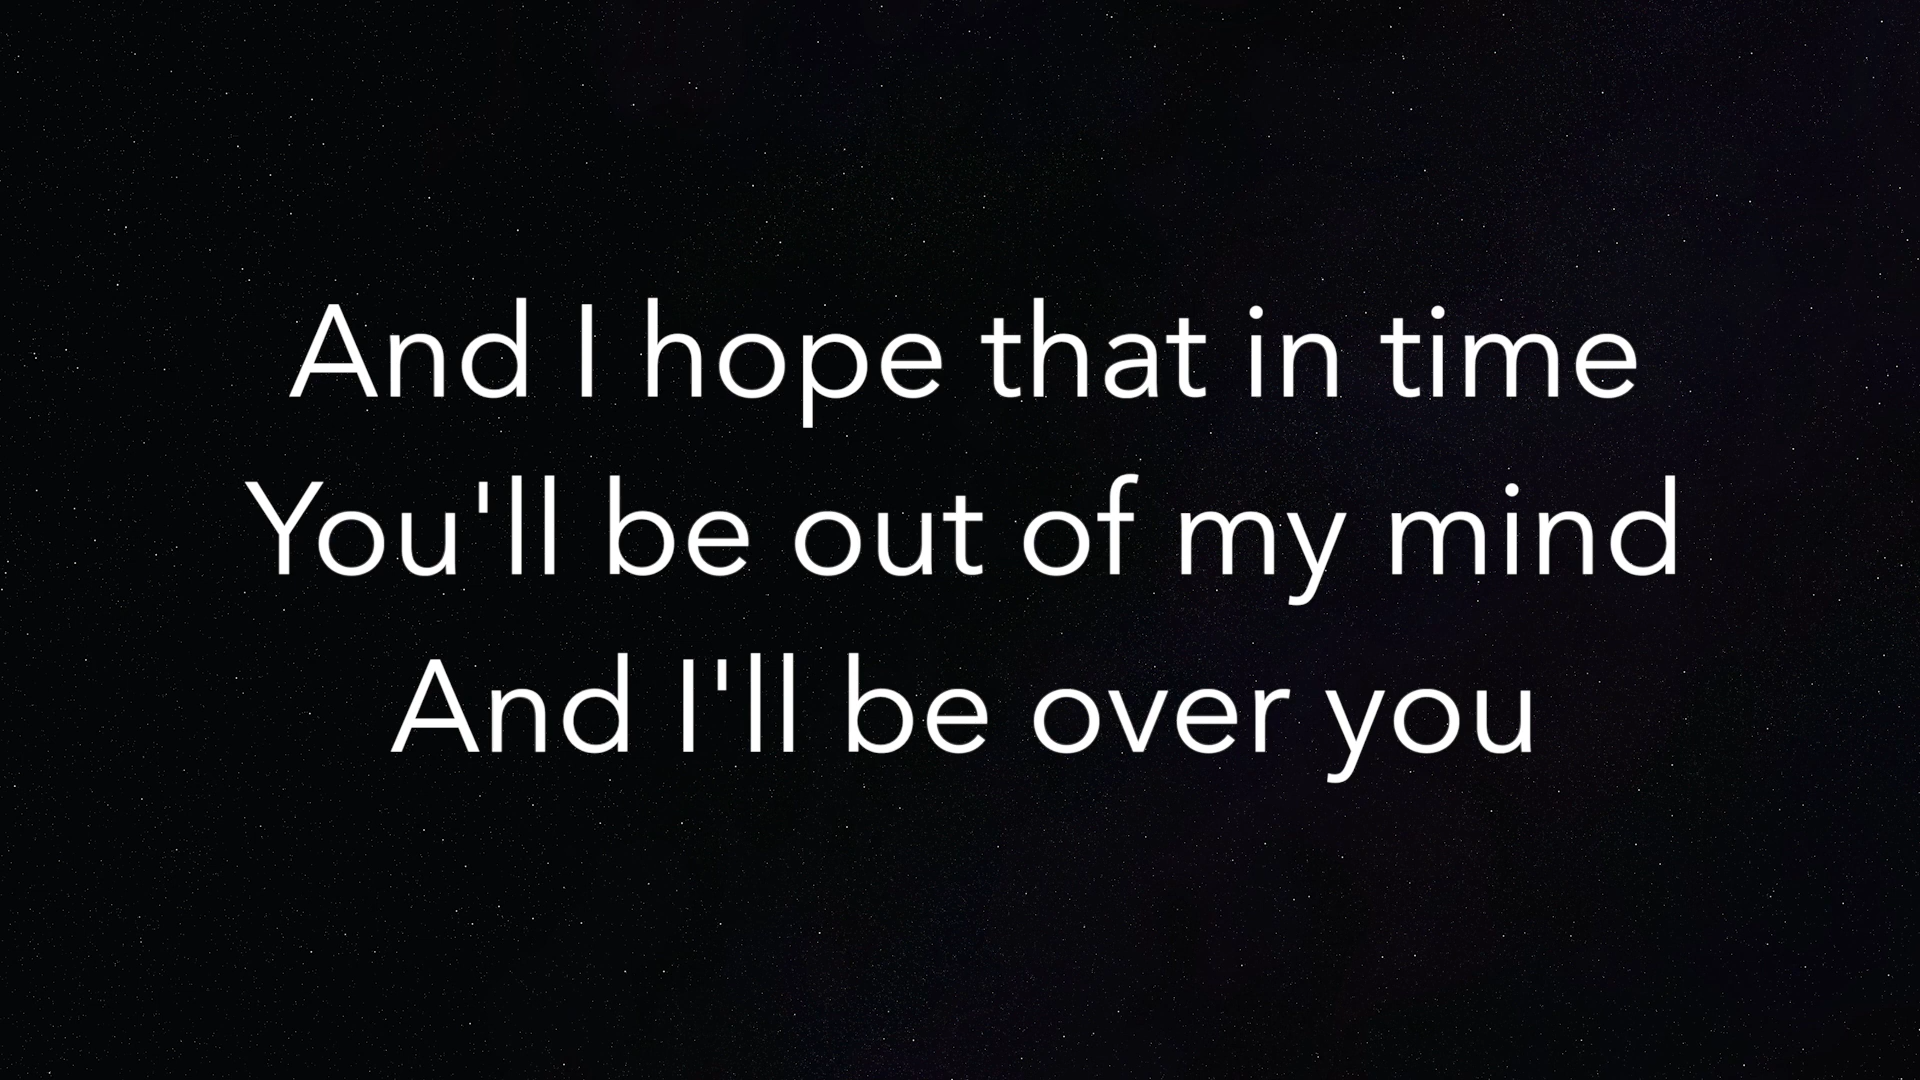 And I hope that in time
You'll be out of my mind
And I'll be over you